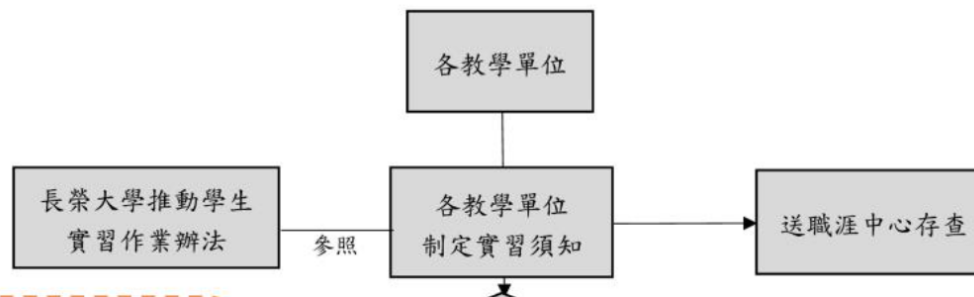 各教學單位
長榮大學推動學生
實習作業辦法
參照
各教學單位
制定實習須知
送職涯中心存查